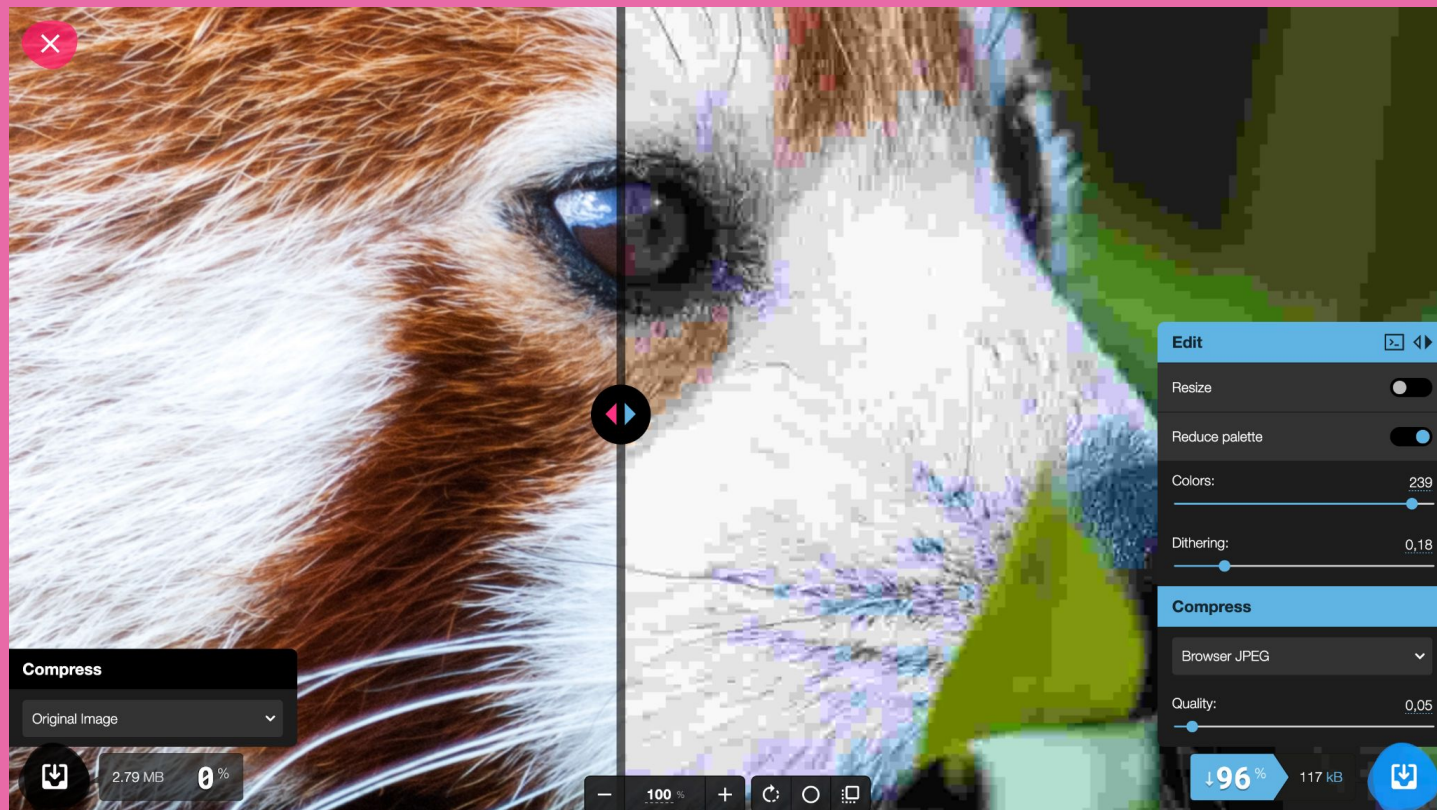 Edit
Resize
Reduce palette
Colors: 239
Dithering: 0,18
Compress
Browser JPEG
Quality: 0,05
Compress
Original Image
2.79 MB 0 %
− 100 % +
↓96 % 117 kB